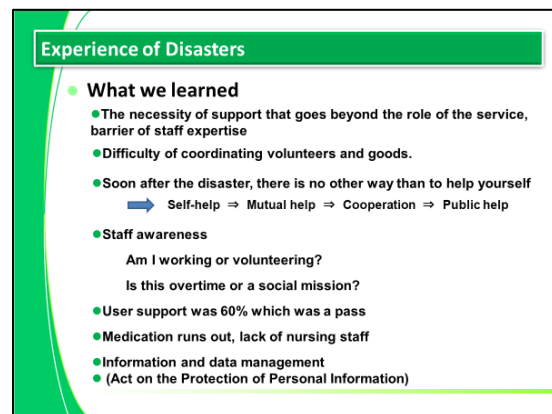 Experience of Disasters
What we learned
The necessity of support that goes beyond the role of the service,
barrier of staff expertise
Difficulty of coordinating volunteers and goods.
Soon after the disaster, there is no other way than to help yourself
Self-help ⇒ Mutual help ⇒ Cooperation ⇒ Public help
Staff awareness
Am I working or volunteering?
Is this overtime or a social mission?
User support was 60% which was a pass
Medication runs out, lack of nursing staff
Information and data management
(Act on the Protection of Personal Information)